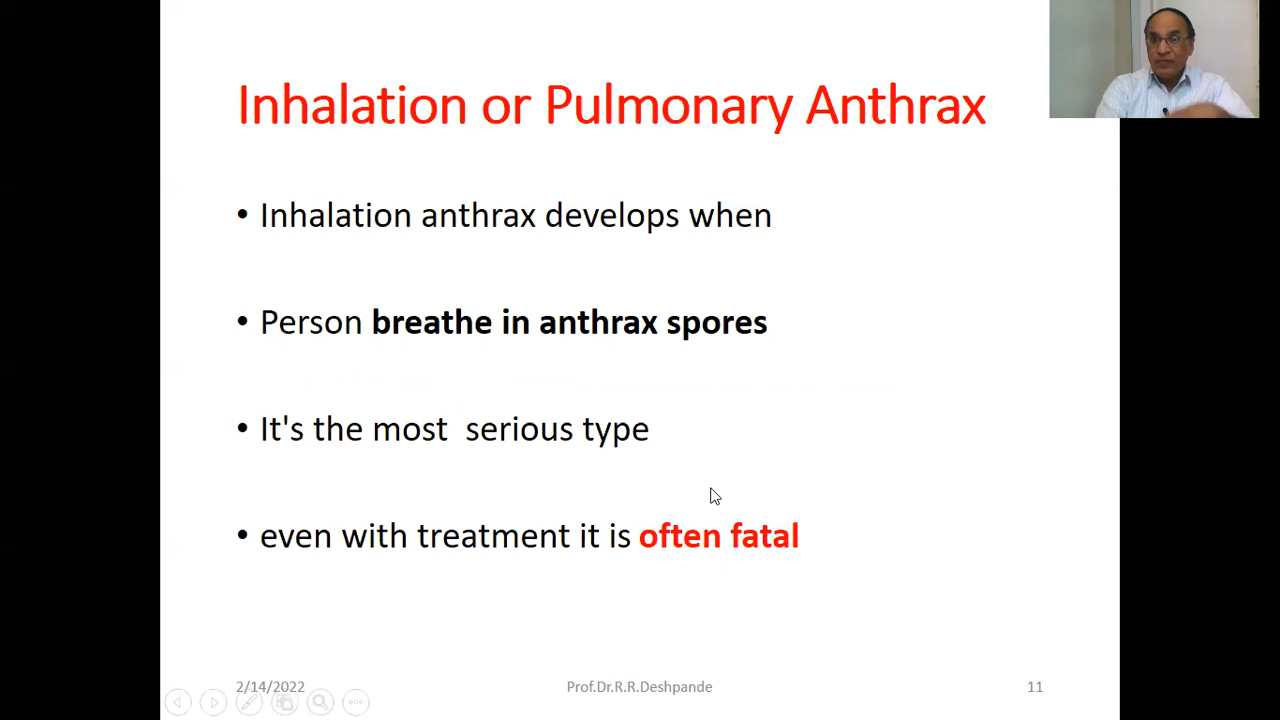 Inhalation or Pulmonary Anthrax
• Inhalation anthrax develops when
• Person breathe in anthrax spores
• It's the most  serious type
• even with treatment it is often fatal
2/14/2022
Prof.Dr.R.R.Deshpande
11